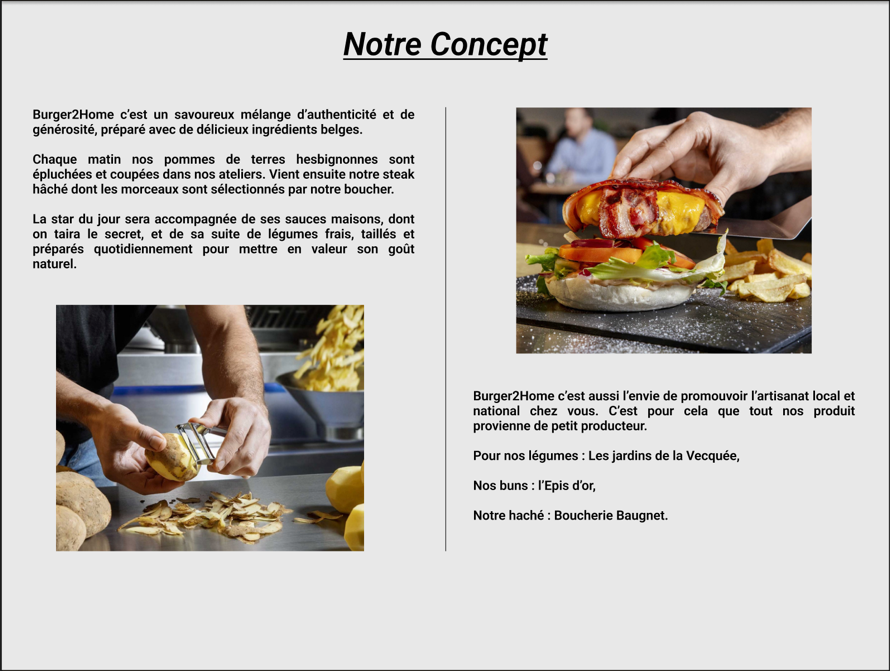 Notre Concept
Burger2Home c’est un savoureux mélange d’authenticité et de
générosité, préparé avec de délicieux ingrédients belges.
Chaque matin nos pommes de terres hesbignonnes sont
épluchées et coupées dans nos ateliers. Vient ensuite notre steak
hâché dont les morceaux sont sélectionnés par notre boucher.
La star du jour sera accompagnée de ses sauces maisons, dont
on taira le secret, et de sa suite de légumes frais, taillés et
préparés quotidiennement pour mettre en valeur son goût
naturel.
Burger2Home c’est aussi l’envie de promouvoir l’artisanat local et
national chez vous. C’est pour cela que tout nos produit
provienne de petit producteur.
Pour nos légumes : Les jardins de la Vecquée,
Nos buns : l’Epis d’or,
Notre haché : Boucherie Baugnet.